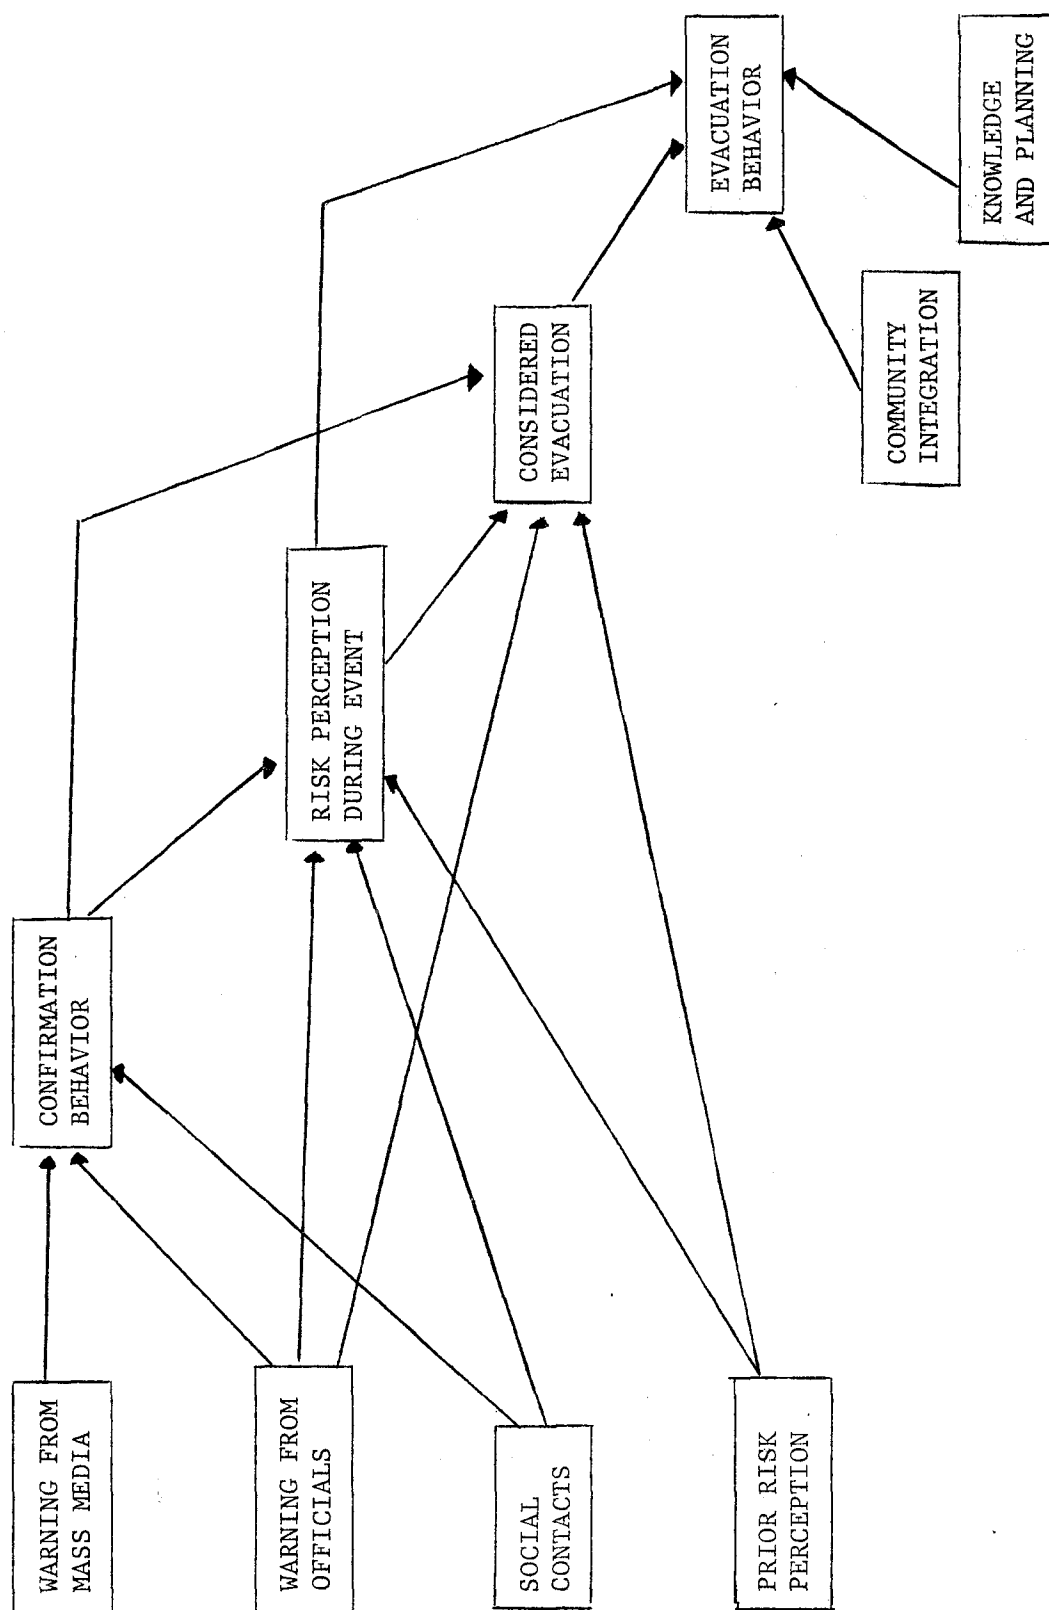 WARNING FROM
MASS MEDIA
WARNING FROM
OFFICIALS
SOCIAL
CONTACTS
PRIOR RISK
PERCEPTION
CONFIRMATION
BEHAVIOR
RISK PERCEPTION
DURING EVENT
CONSIDERED
EVACUATION
EVACUATION
BEHAVIOR
COMMUNITY
INTEGRATION
KNOWLEDGE
AND PLANNING